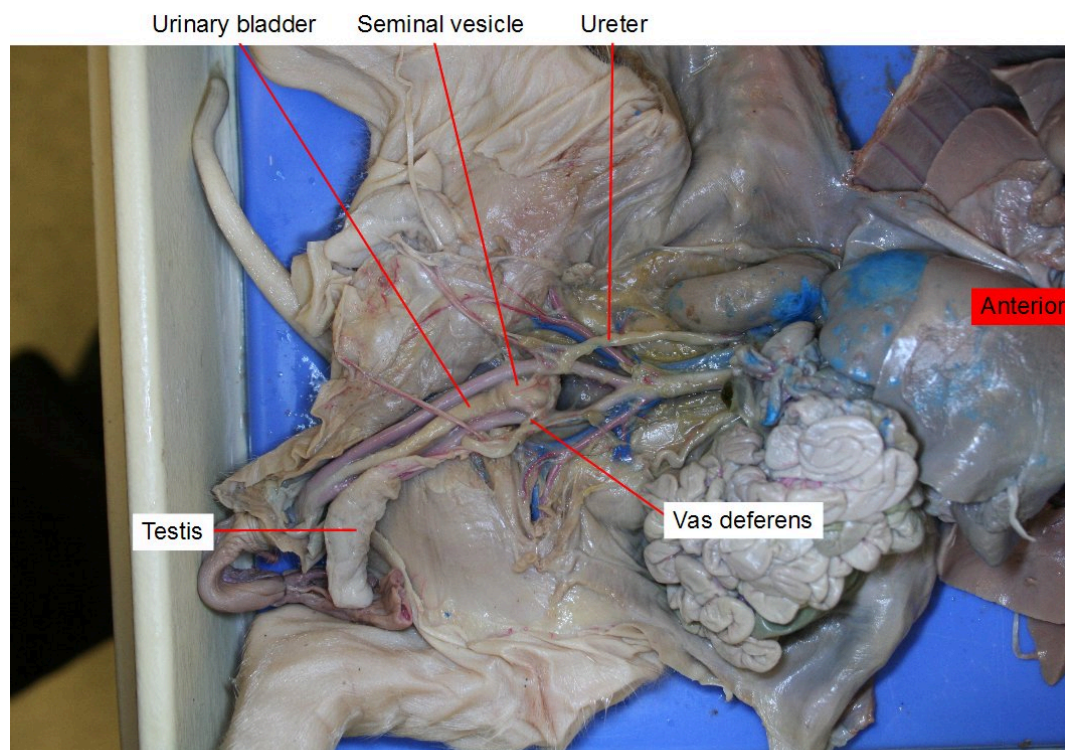 Urinary bladder
Seminal vesicle
Ureter
Anterior
Testis
Vas deferens